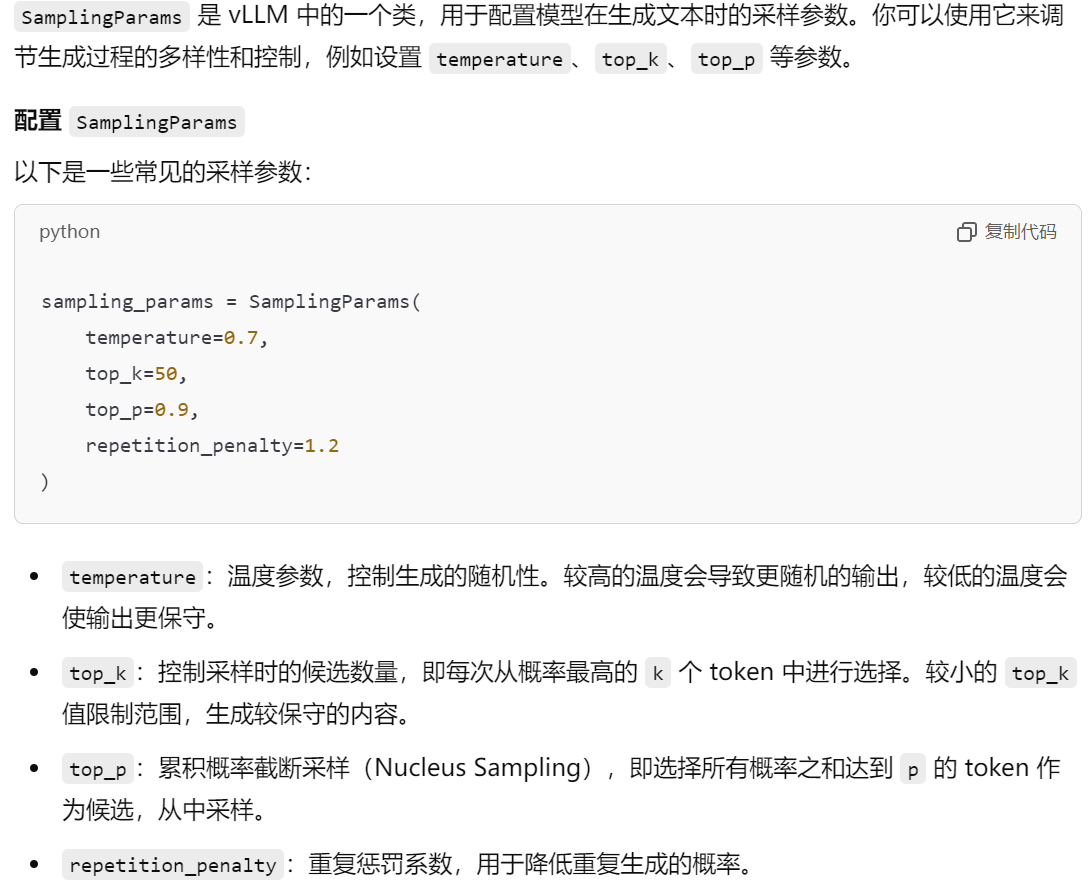 SamplingParams 是 vLLM 中的一个类，用于配置模型在生成文本时的采样参数。你可以使用它来调
节生成过程的多样性和控制，例如设置 temperature、top_k、top_p 等参数。
配置 SamplingParams
以下是一些常见的采样参数：
python 复制代码
sampling_params = SamplingParams(
    temperature=0.7,
    top_k=50,
    top_p=0.9,
    repetition_penalty=1.2
)
• temperature：温度参数，控制生成的随机性。较高的温度会导致更随机的输出，较低的温度会
使输出更保守。
• top_k：控制采样时的候选数量，即每次从概率最高的 k 个 token 中进行选择。较小的 top_k
值限制范围，生成较保守的内容。
• top_p：累积概率截断采样（Nucleus Sampling），即选择所有概率之和达到 p 的 token 作
为候选，从中采样。
• repetition_penalty：重复惩罚系数，用于降低重复生成的概率。